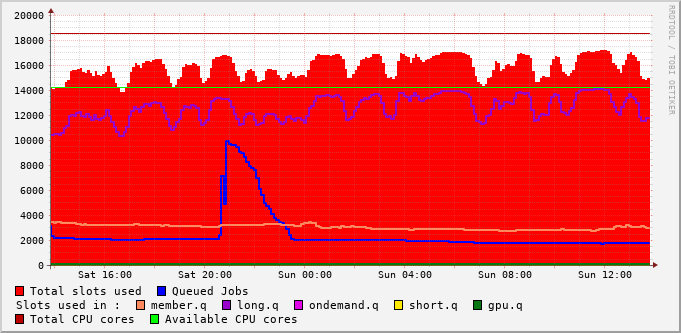 20000
18000
16000
14000
12000
10000
8000
6000
4000
2000
0
Sat 16:00 Sat 20:00 Sun 00:00 Sun 04:00 Sun 08:00 Sun 12:00
RRDTOOL / TOBI OETIKER
Total slots used Queued Jobs
Slots used in : member.q long.q ondemand.q short.q gpu.q
Total CPU cores Available CPU cores